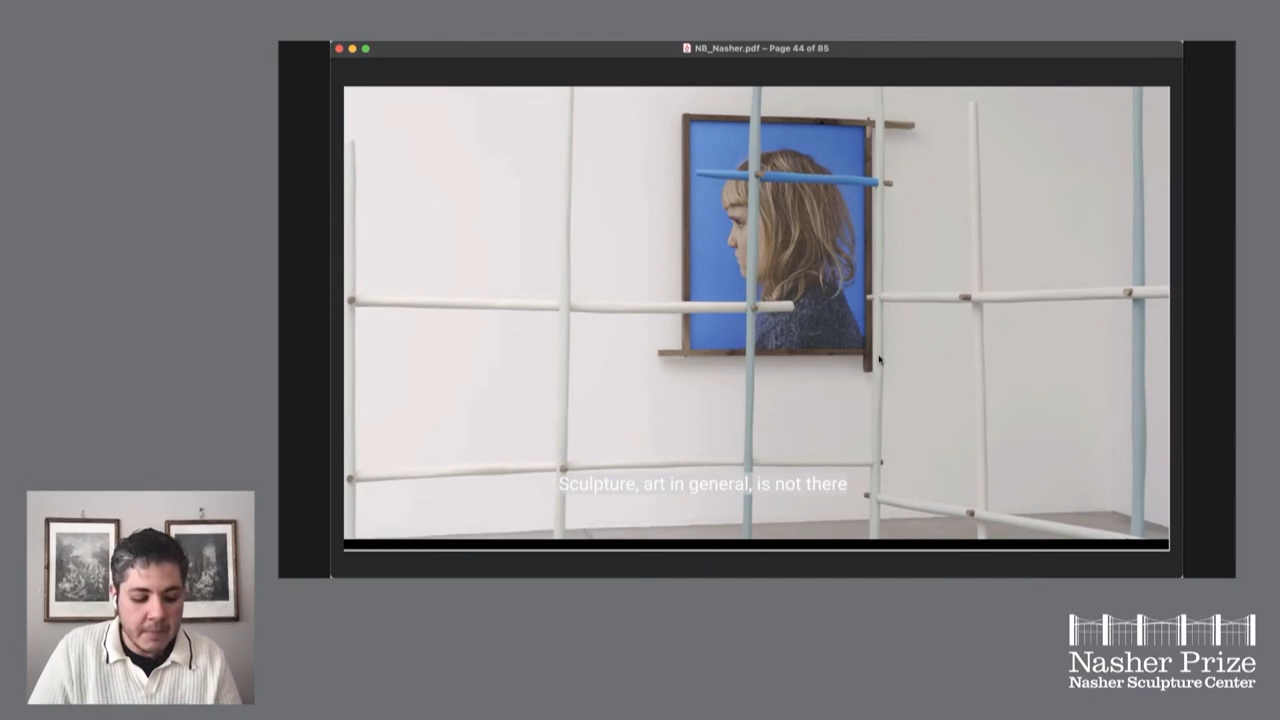 NB_Nasher.pdf – Page 44 of 85
Sculpture, art in general, is not there
Nasher Prize
Nasher Sculpture Center